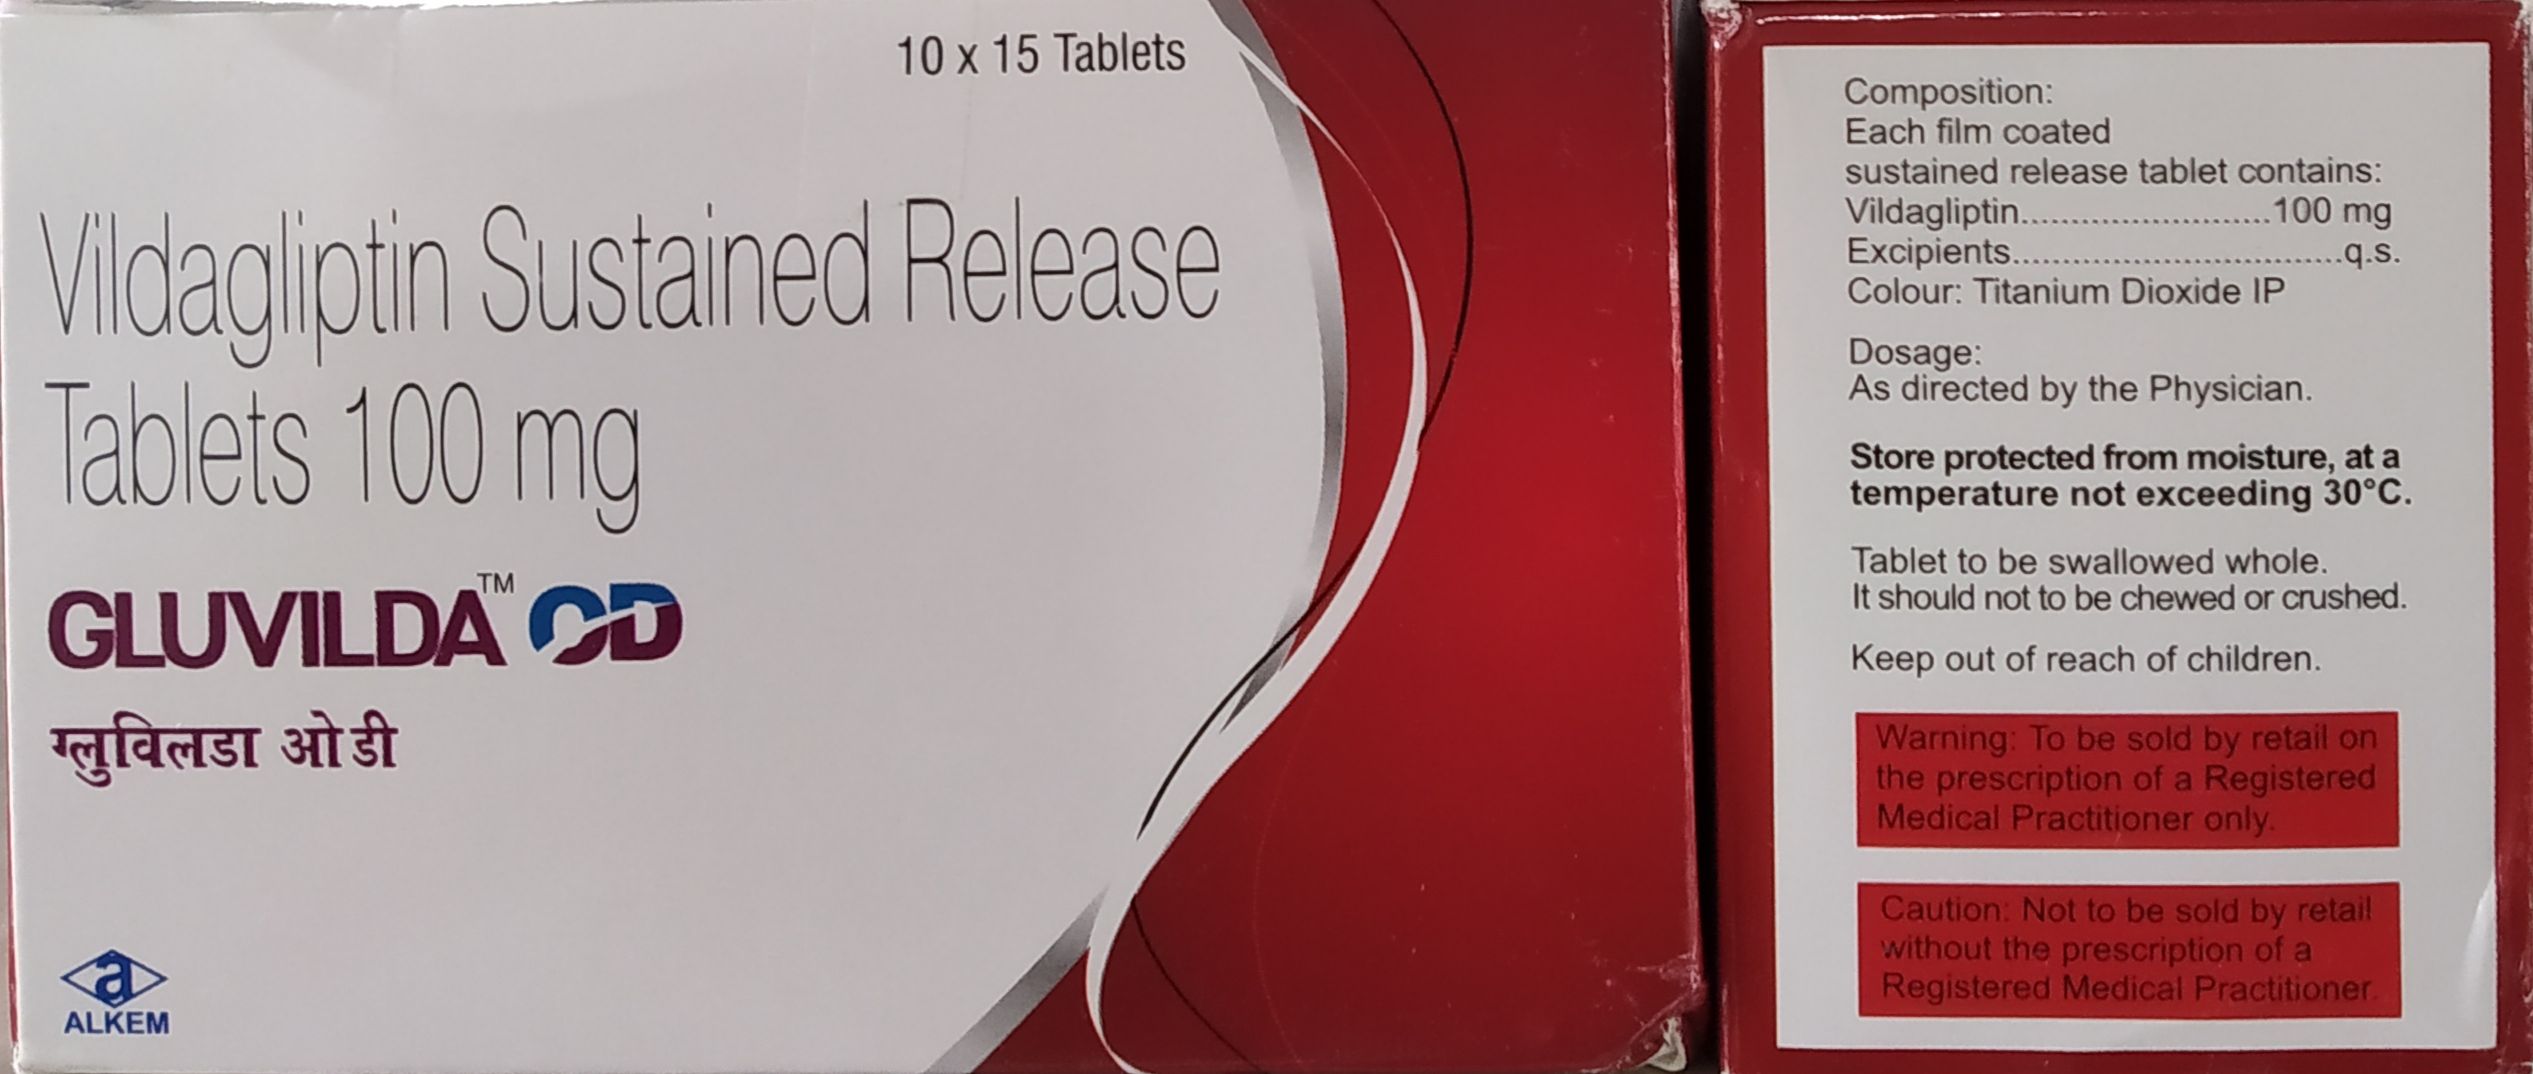 10 x 15 Tablets
Vildagliptin Sustained Release
Tablets 100 mg
GLUVILDA™ OD
ग्लुविलडा ओ डी
a
ALKEM
Composition:
Each film coated
sustained release tablet contains:
Vildagliptin.........................100 mg
Excipients.................................q.s.
Colour: Titanium Dioxide IP
Dosage:
As directed by the Physician.
Store protected from moisture, at a
temperature not exceeding 30°C.
Tablet to be swallowed whole.
It should not to be chewed or crushed.
Keep out of reach of children.
Warning: To be sold by retail on
the prescription of a Registered
Medical Practitioner only.
Caution: Not to be sold by retail
without the prescription of a
Registered Medical Practitioner.